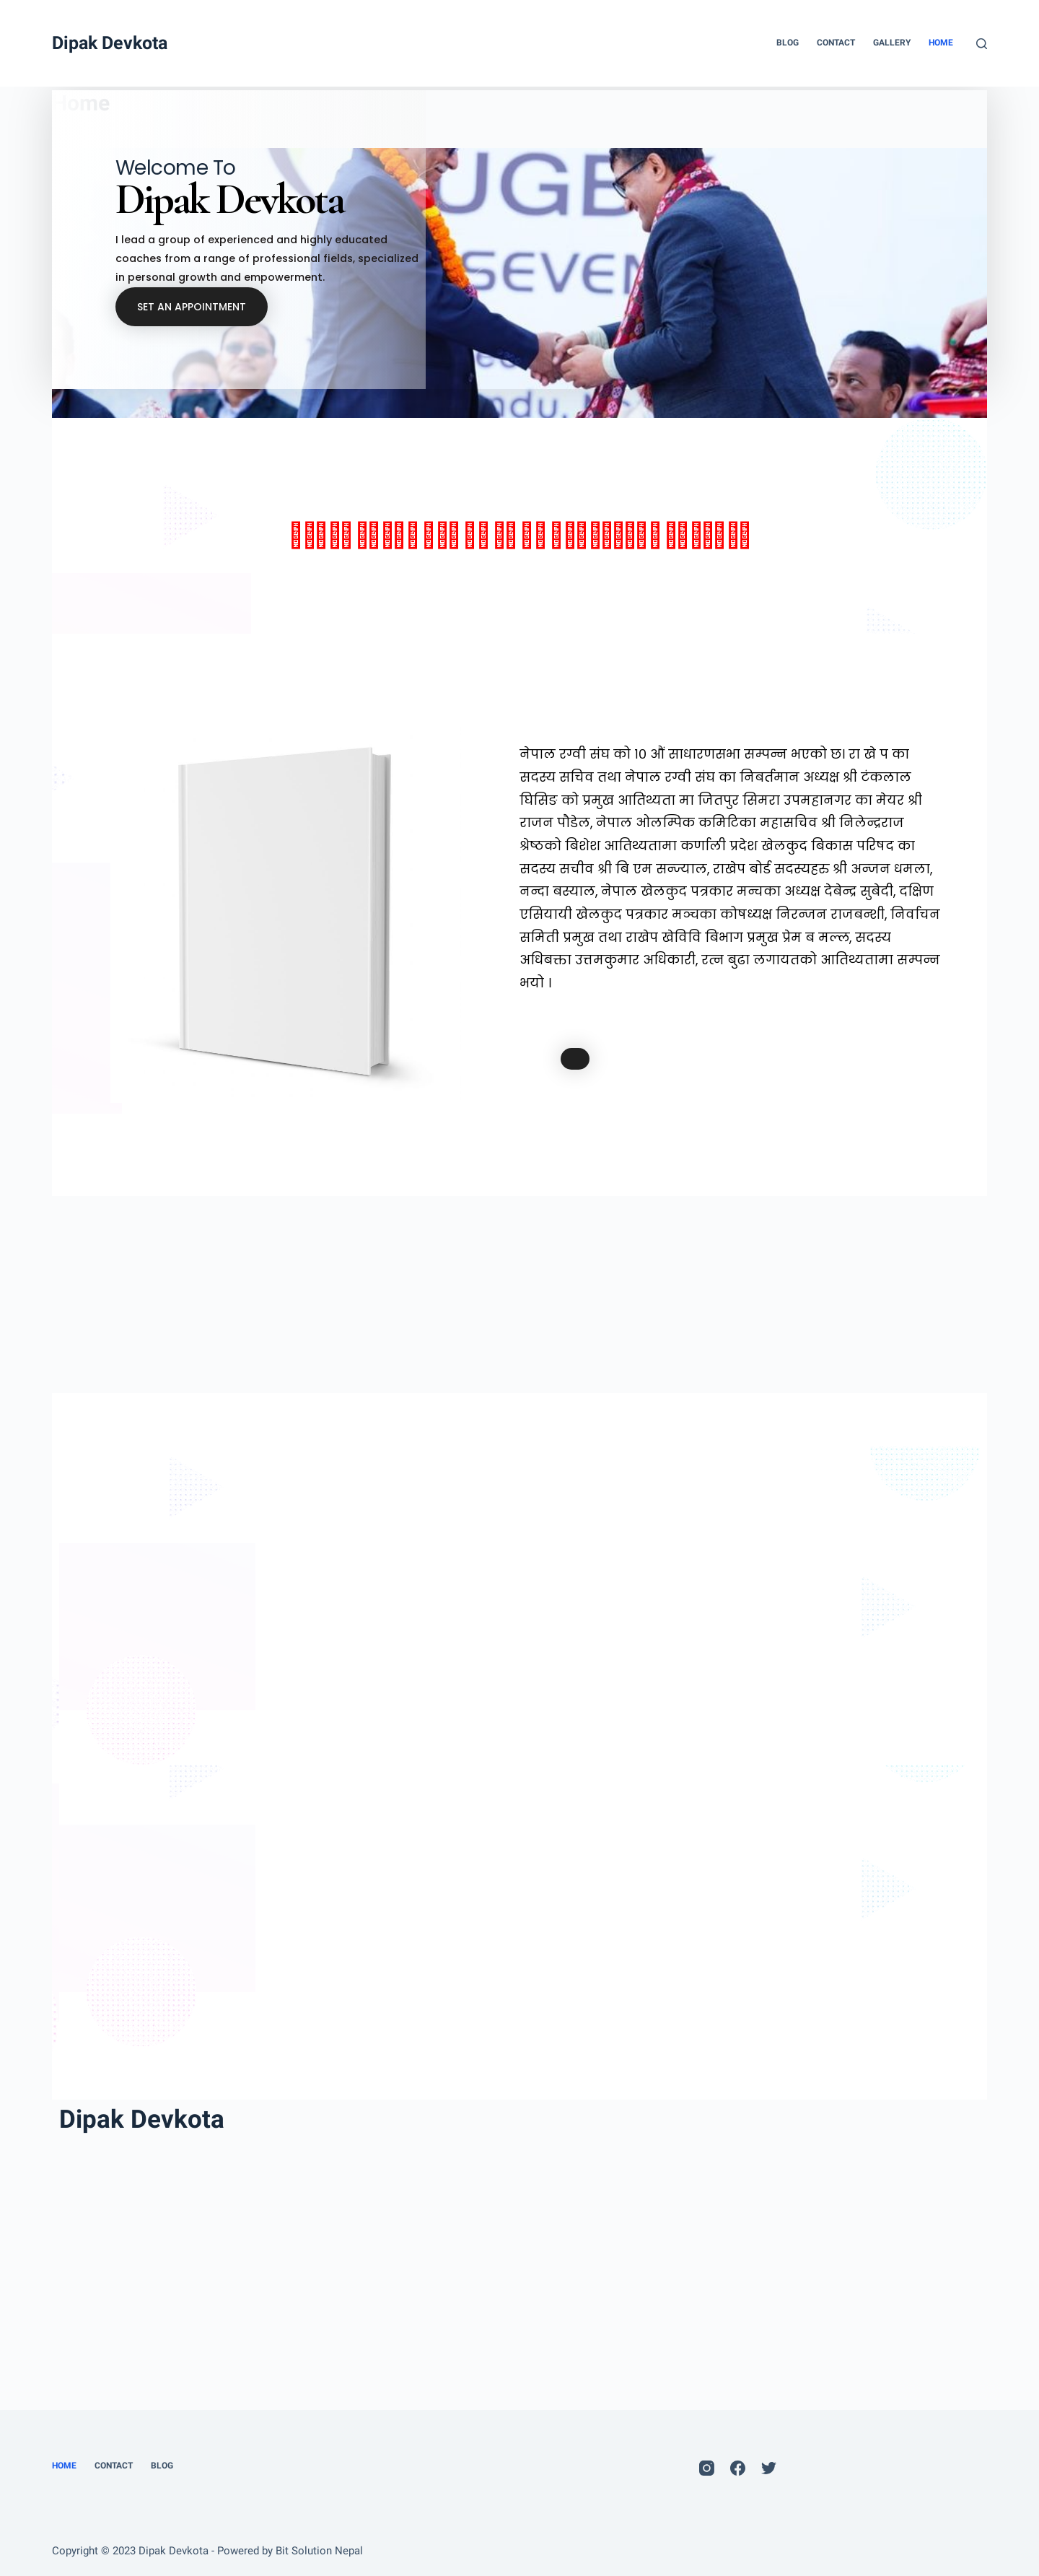 Dipak Devkota
BLOG
CONTACT
GALLERY
HOME
Home
Welcome To
Dipak Devkota
I lead a group of experienced and highly educated
coaches from a range of professional fields, specialized
in personal growth and empowerment.
SET AN APPOINTMENT
UGB
SEVEN
नेपाल रग्वी संघ को १० औं साधारणसभा सम्पन्न भएको छ। रा खे प का
सदस्य सचिव तथा नेपाल रग्वी संघ का निबर्तमान अध्यक्ष श्री टंकलाल
घिसिङ को प्रमुख आतिथ्यता मा जितपुर सिमरा उपमहानगर का मेयर श्री
राजन पौडेल, नेपाल ओलम्पिक कमिटिका महासचिव श्री निलेन्द्रराज
श्रेष्ठको बिशेश आतिथ्यतामा कर्णाली प्रदेश खेलकुद बिकास परिषद का
सदस्य सचीव श्री बि एम सन्ज्याल, राखेप बोर्ड सदस्यहरु श्री अन्जन धमला,
नन्दा बस्याल, नेपाल खेलकुद पत्रकार मन्चका अध्यक्ष देबेन्द्र सुबेदी, दक्षिण
एसियायी खेलकुद पत्रकार मञ्चका कोषध्यक्ष निरन्जन राजबन्शी, निर्वाचन
समिती प्रमुख तथा राखेप खेविवि बिभाग प्रमुख प्रेम ब मल्ल, सदस्य
अधिबक्ता उत्तमकुमार अधिकारी, रत्न बुढा लगायतको आतिथ्यतामा सम्पन्न
भयो ।
Dipak Devkota
HOME
CONTACT
BLOG
Copyright © 2023 Dipak Devkota - Powered by Bit Solution Nepal